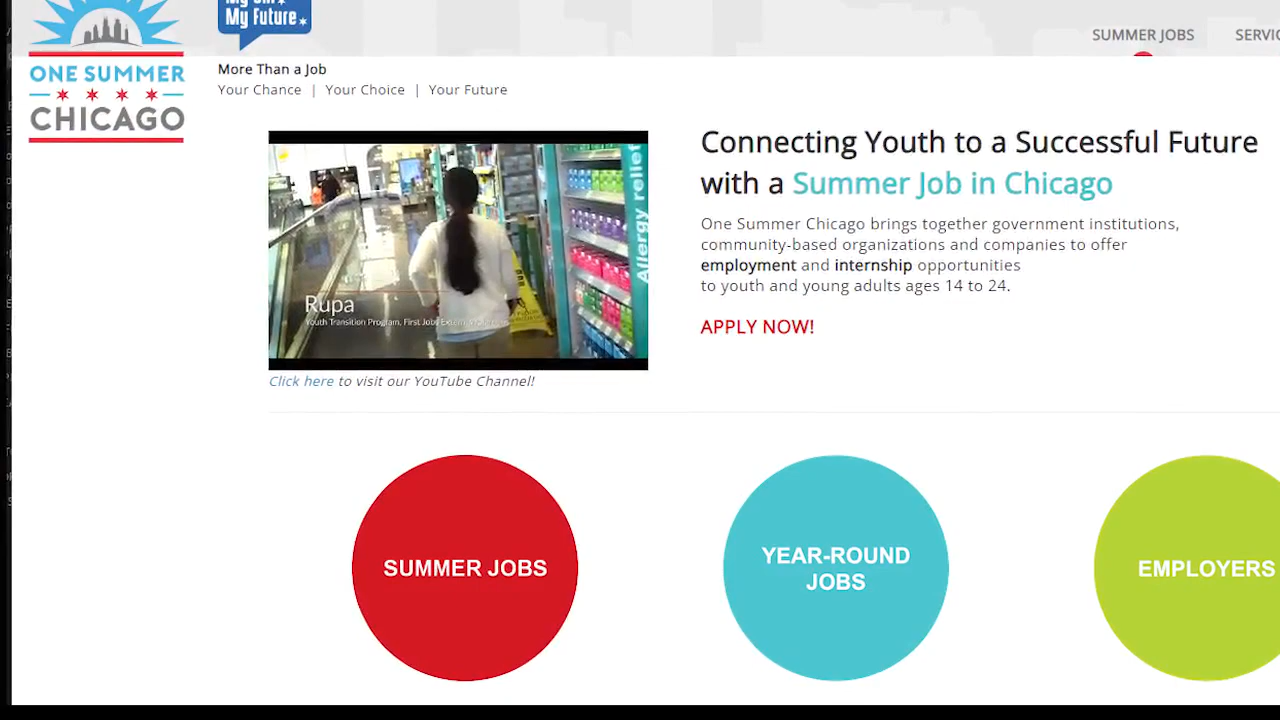 My Future
SUMMER JOBS
ONE SUMMER
CHICAGO
More Than a Job
Your Chance | Your Choice | Your Future
Allergy relief
Rupa
Youth Transition Program, First Jobs
Click here to visit our YouTube Channel!
Connecting Youth to a Successful Future
with a Summer Job in Chicago
One Summer Chicago brings together government institutions,
community-based organizations and companies to offer
employment and internship opportunities
to youth and young adults ages 14 to 24.
APPLY NOW!
SUMMER JOBS
YEAR-ROUND
JOBS
EMPLOYERS